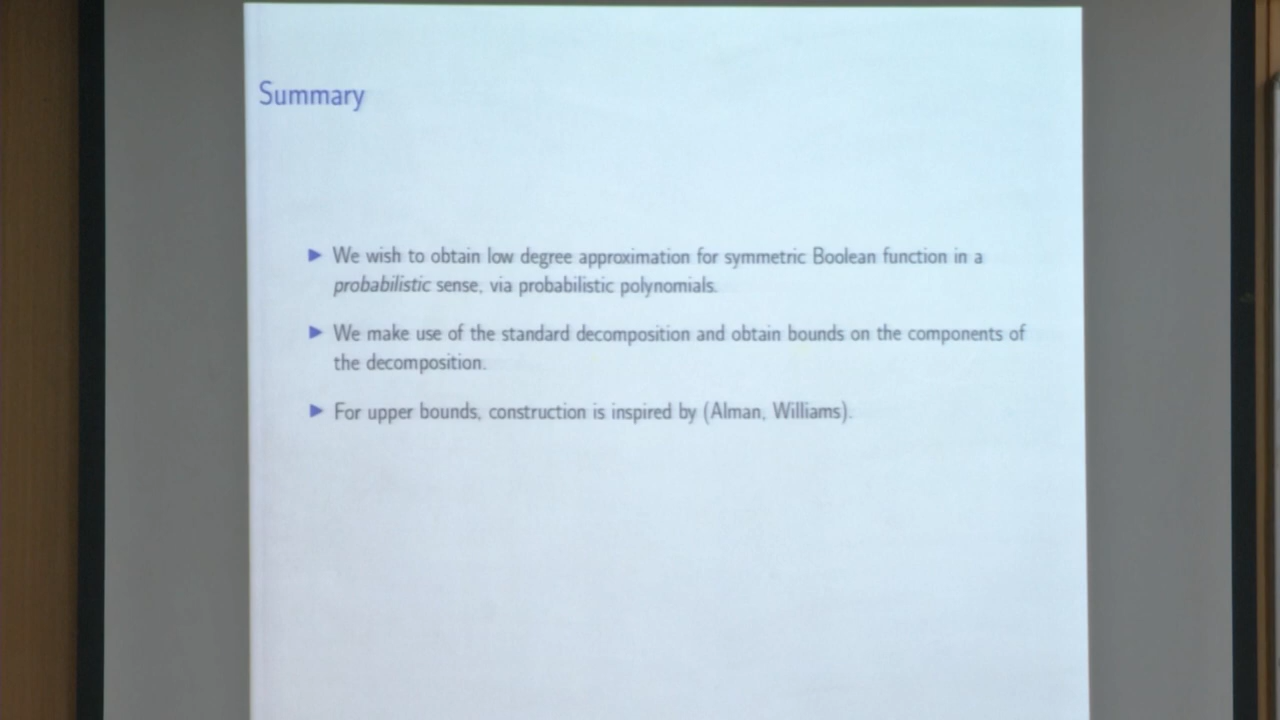 Summary
▶ We wish to obtain low degree approximation for symmetric Boolean function in a
probabilistic sense, via probabilistic polynomials.
▶ We make use of the standard decomposition and obtain bounds on the components of
the decomposition.
▶ For upper bounds, construction is inspired by (Alman, Williams).